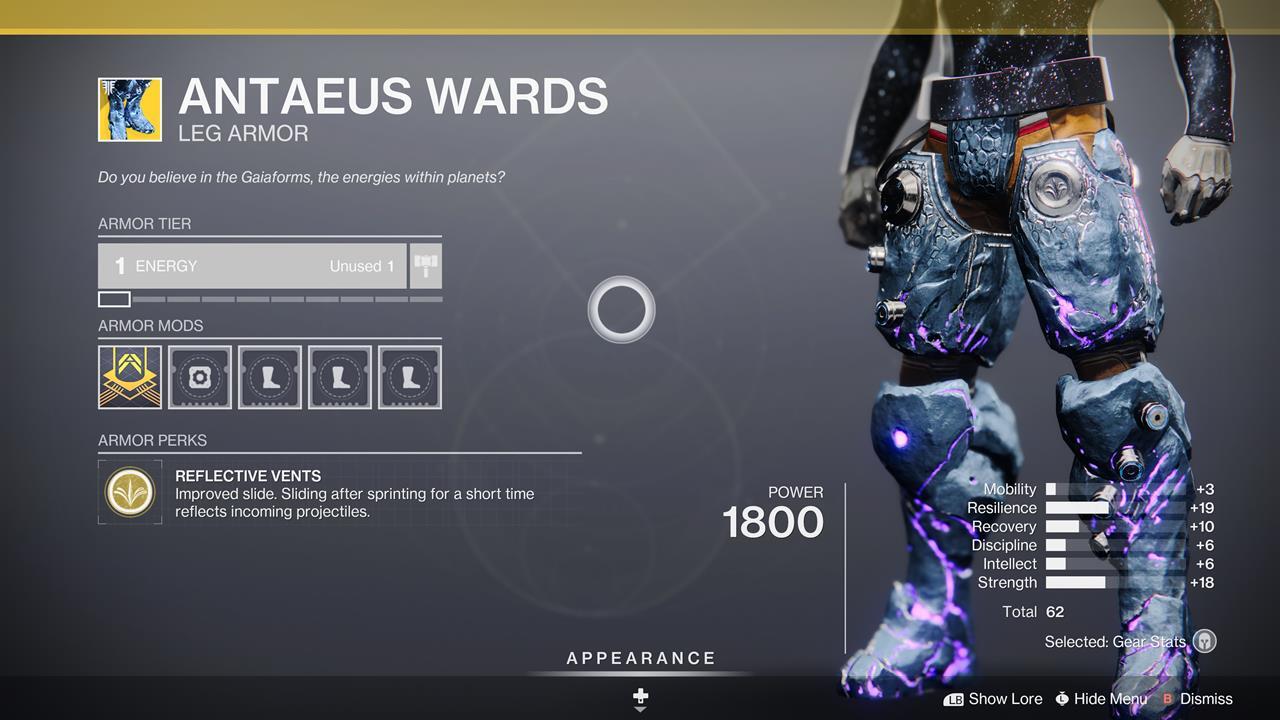 ANTAEUS WARDS
LEG ARMOR
Do you believe in the Gaiaforms, the energies within planets?
ARMOR TIER
1 ENERGY Unused 1
ARMOR MODS
ARMOR PERKS
REFLECTIVE VENTS
Improved slide. Sliding after sprinting for a short time
reflects incoming projectiles.
POWER
1800
Mobility +3
Resilience +19
Recovery +10
Discipline +6
Intellect +6
Strength +18
Total 62
Selected: Gear Stats
APPEARANCE
LB Show Lore L Hide Menu B Dismiss